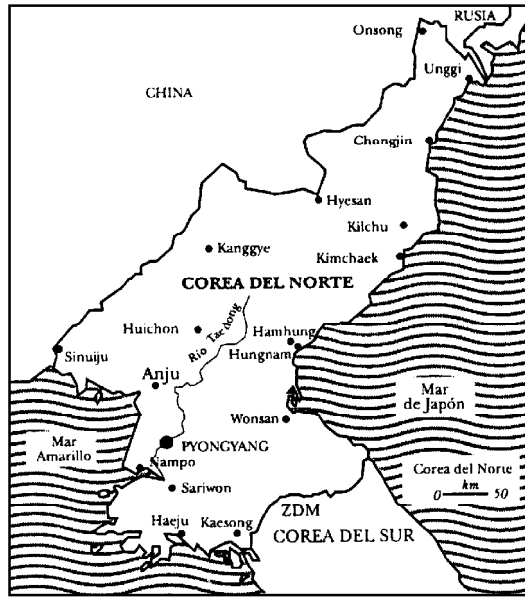 RUSIA
Onsong
Unggi
CHINA
Chongjin
Hyesan
Kilchu
Kanggye
Kimchaek
COREA DEL NORTE
Río Taedong
Huichon
Hamhung
Hungnam
Sinuiju
Anju
Mar
de Japón
Wonsan
Mar
Amarillo
PYONGYANG
Nampo
Corea del Norte
km
0 50
Sariwon
ZDM
Haeju
Kaesong
COREA DEL SUR